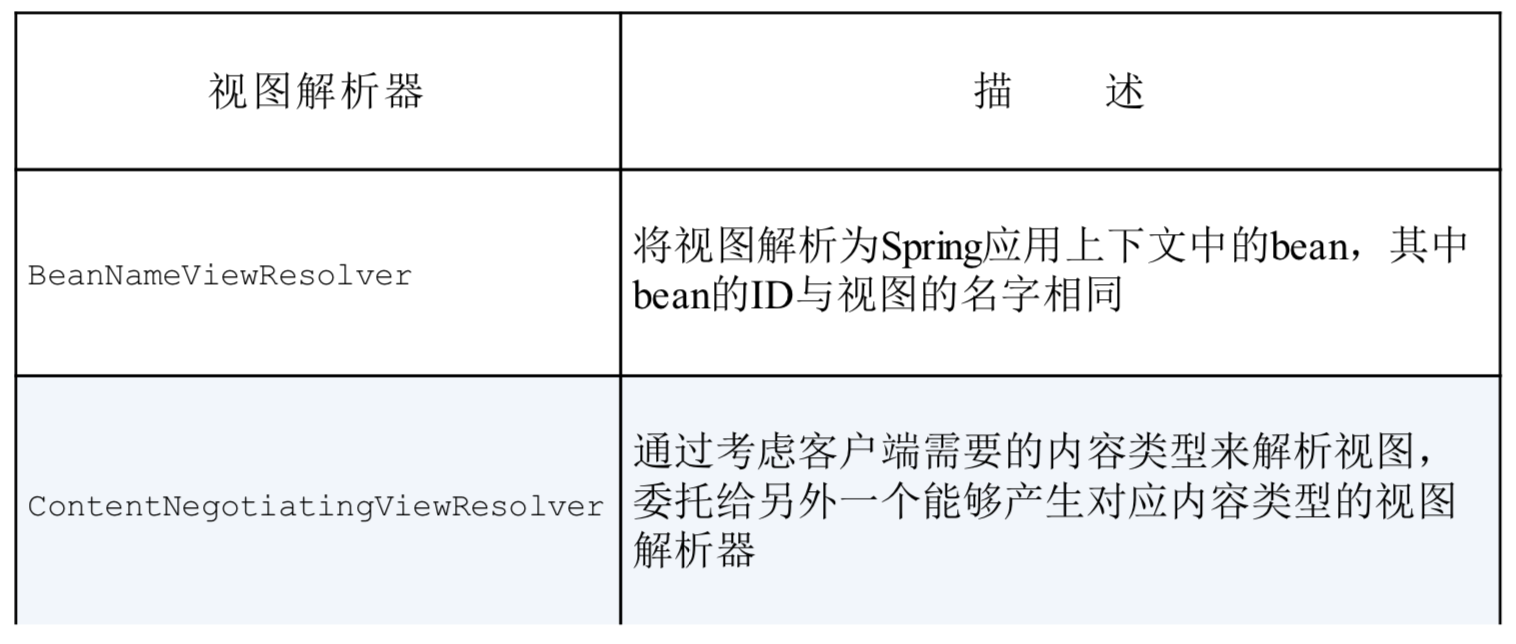 视图解析器
描 述
BeanNameViewResolver
将视图解析为Spring应用上下文中的bean，其中
bean的ID与视图的名字相同
ContentNegotiatingViewResolver
通过考虑客户端需要的内容类型来解析视图，
委托给另外一个能够产生对应内容类型的视图
解析器